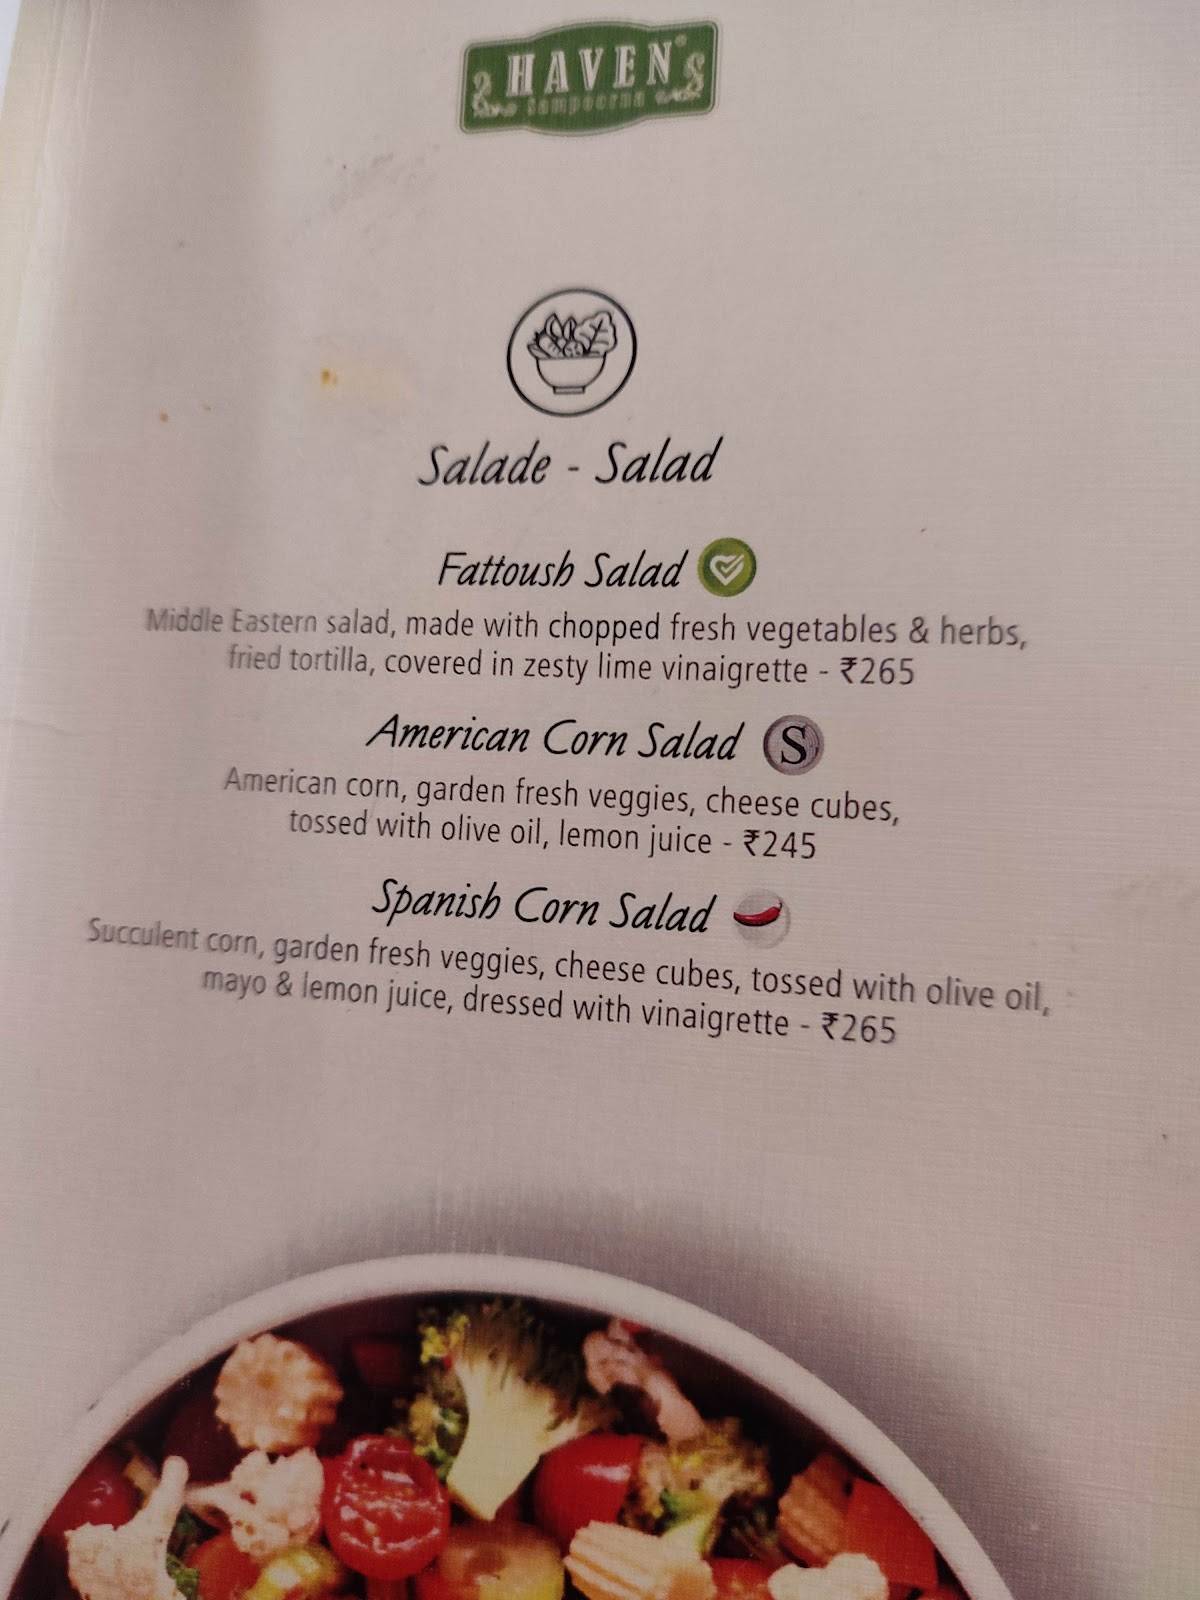 HAVEN
Sampoorna
Salade - Salad
Fattoush Salad
Middle Eastern salad, made with chopped fresh vegetables & herbs,
fried tortilla, covered in zesty lime vinaigrette - ₹265
American Corn Salad S
American corn, garden fresh veggies, cheese cubes,
tossed with olive oil, lemon juice - ₹245
Spanish Corn Salad
Succulent corn, garden fresh veggies, cheese cubes, tossed with olive oil,
mayo & lemon juice, dressed with vinaigrette - ₹265